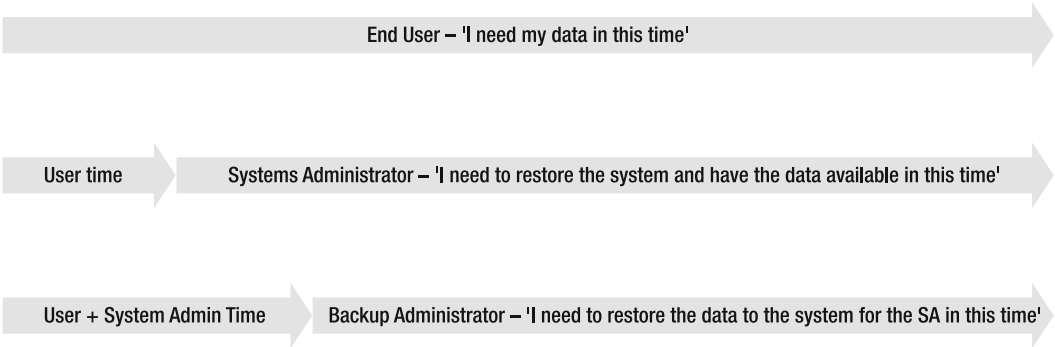 End User – 'I need my data in this time'
User time
Systems Administrator – 'I need to restore the system and have the data available in this time'
User + System Admin Time
Backup Administrator – 'I need to restore the data to the system for the SA in this time'